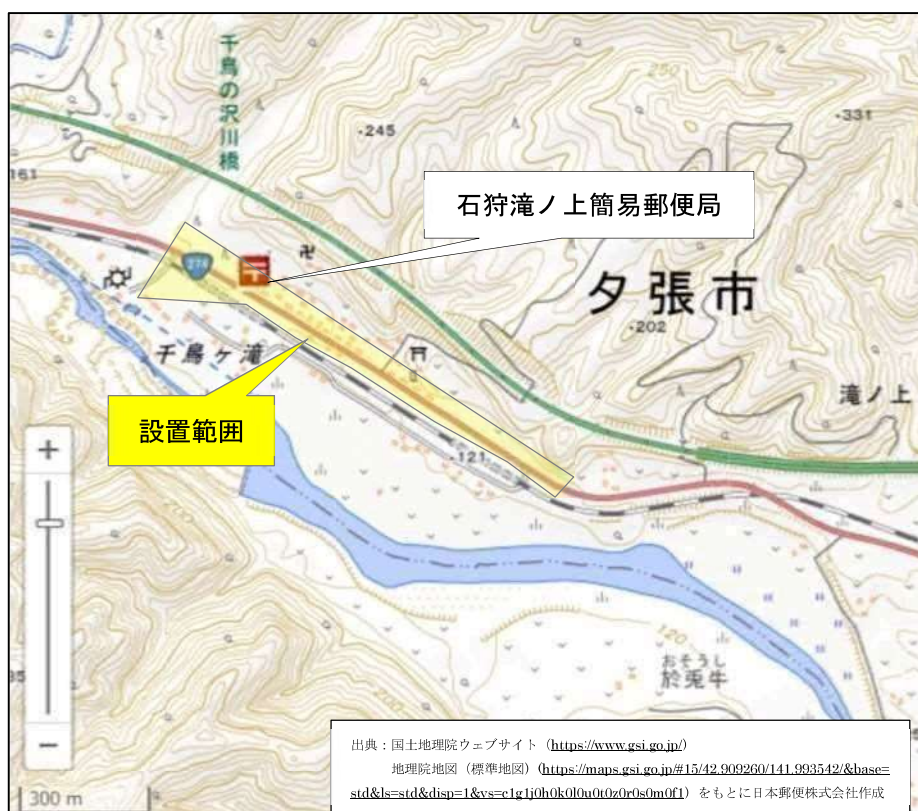 千鳥の沢川橋
250
・245
・331
161
石狩滝ノ上簡易郵便局
274
夕張市
・202
千鳥ヶ滝
滝ノ上
設置範囲
・121
+
200
120
おそうし
於兎牛
200
−
300 m
出典：国土地理院ウェブサイト（https://www.gsi.go.jp/）
地理院地図（標準地図）（https://maps.gsi.go.jp/#15/42.909260/141.993542/&base=
std&ls=std&disp=1&vs=c1g1j0h0k0l0u0t0z0r0s0m0f1）をもとに日本郵便株式会社作成